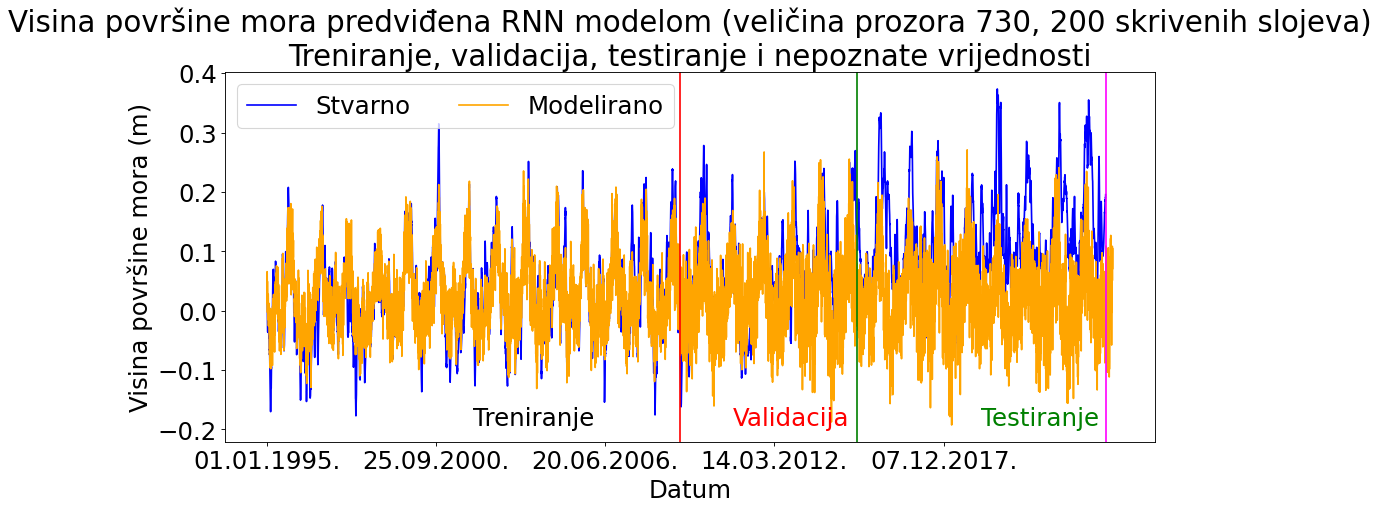 Visina površine mora predviđena RNN modelom (veličina prozora 730, 200 skrivenih slojeva)
Treniranje, validacija, testiranje i nepoznate vrijednosti
Stvarno Modelirano
Visina površine mora (m)
0.4
0.3
0.2
0.1
0.0
−0.1
−0.2
Treniranje Validacija Testiranje
01.01.1995. 25.09.2000. 20.06.2006. 14.03.2012. 07.12.2017.
Datum